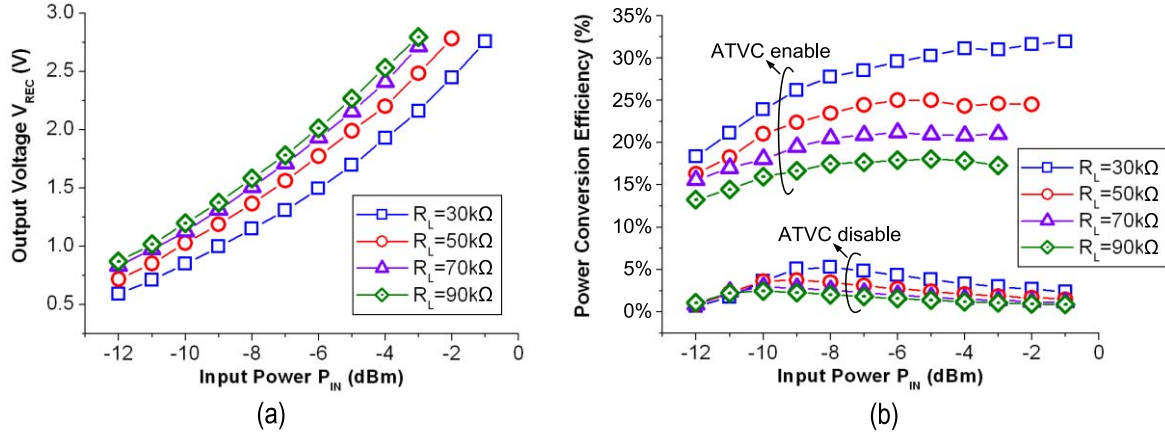 3.0
2.5
2.0
1.5
1.0
0.5
Output Voltage V_REC (V)
-12 -10 -8 -6 -4 -2 0
Input Power P_IN (dBm)
R_L=30kΩ
R_L=50kΩ
R_L=70kΩ
R_L=90kΩ
(a)
35%
30%
25%
20%
15%
10%
5%
0%
Power Conversion Efficiency (%)
ATVC enable
ATVC disable
R_L=30kΩ
R_L=50kΩ
R_L=70kΩ
R_L=90kΩ
-12 -10 -8 -6 -4 -2 0
Input Power P_IN (dBm)
(b)